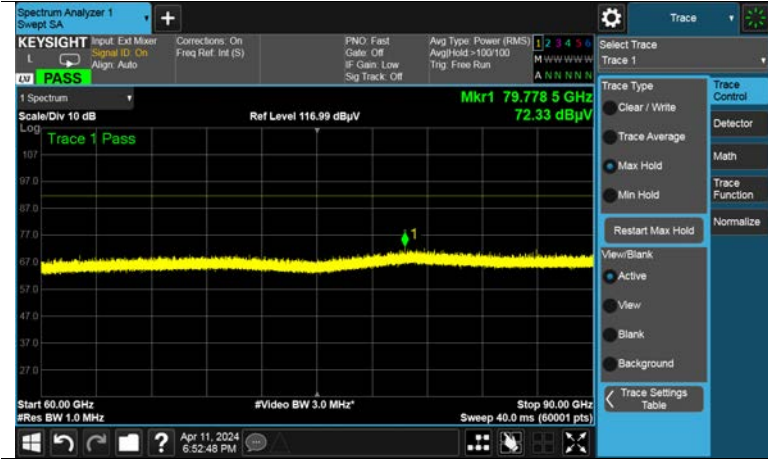 Spectrum Analyzer 1
Swept SA
+
Trace
KEYSIGHT
L
PASS
Input: Ext Mixer
Signal ID: On
Align: Auto
Corrections: On
Freq Ref: Int (S)
PNO: Fast
Gate: Off
IF Gain: Low
Sig Track: Off
Avg Type: Power (RMS)
Avg|Hold:>100/100
Trig: Free Run
1 2 3 4 5 6
M W W W W W
A N N N N N
Select Trace
Trace 1
1 Spectrum
Scale/Div 10 dB
Ref Level 116.99 dBµV
Mkr1 79.778 5 GHz
72.33 dBµV
Log
Trace 1 Pass
107
97.0
87.0
77.0
67.0
57.0
47.0
37.0
27.0
1
Start 60.00 GHz
#Res BW 1.0 MHz
#Video BW 3.0 MHz*
Stop 90.00 GHz
Sweep 40.0 ms (60001 pts)
Trace Type
Clear / Write
Trace Average
Max Hold
Min Hold
Restart Max Hold
View/Blank
Active
View
Blank
Background
Trace Settings
Table
Trace
Control
Detector
Math
Trace
Function
Normalize
?
Apr 11, 2024
6:52:48 PM